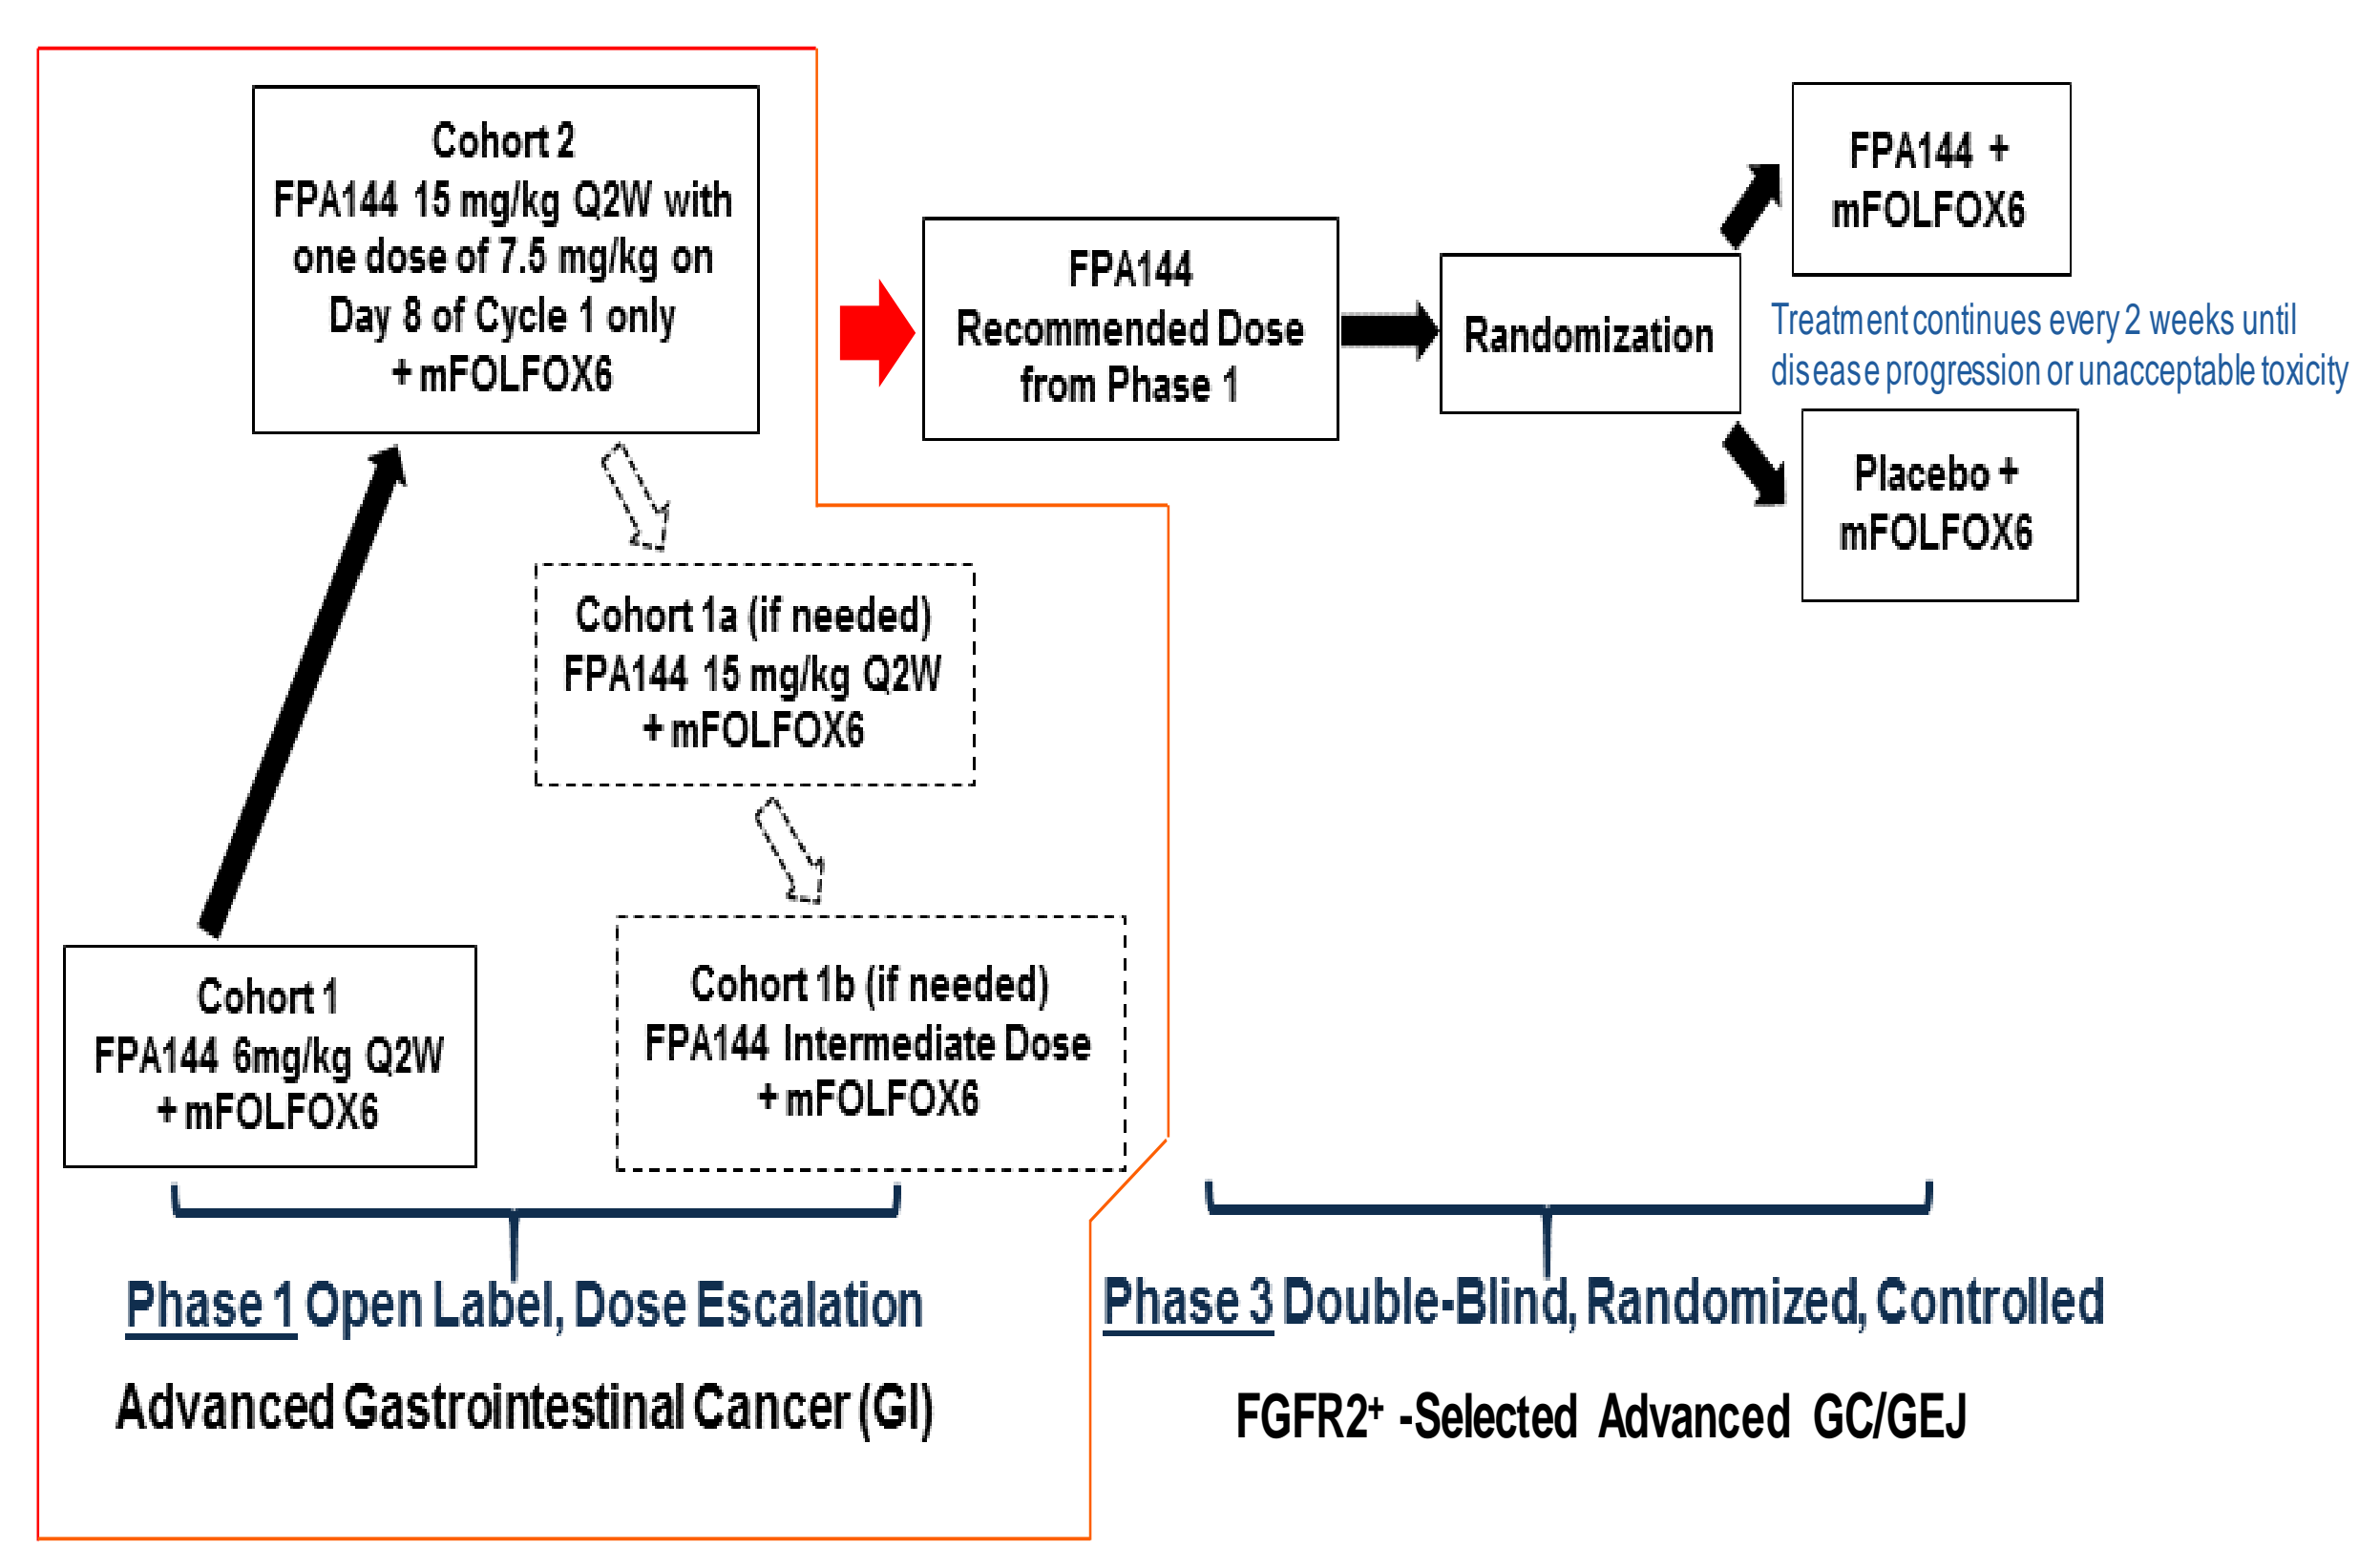 Cohort 2
FPA144 15 mg/kg Q2W with
one dose of 7.5 mg/kg on
Day 8 of Cycle 1 only
+ mFOLFOX6
Cohort 1a (if needed)
FPA144 15 mg/kg Q2W
+ mFOLFOX6
Cohort 1
FPA144 6mg/kg Q2W
+ mFOLFOX6
Cohort 1b (if needed)
FPA144 Intermediate Dose
+ mFOLFOX6
Phase 1 Open Label, Dose Escalation
Advanced Gastrointestinal Cancer (GI)
FPA144
Recommended Dose
from Phase 1
Randomization
FPA144 +
mFOLFOX6
Treatment continues every 2 weeks until
disease progression or unacceptable toxicity
Placebo +
mFOLFOX6
Phase 3 Double-Blind, Randomized, Controlled
FGFR2⁺ -Selected Advanced GC/GEJ